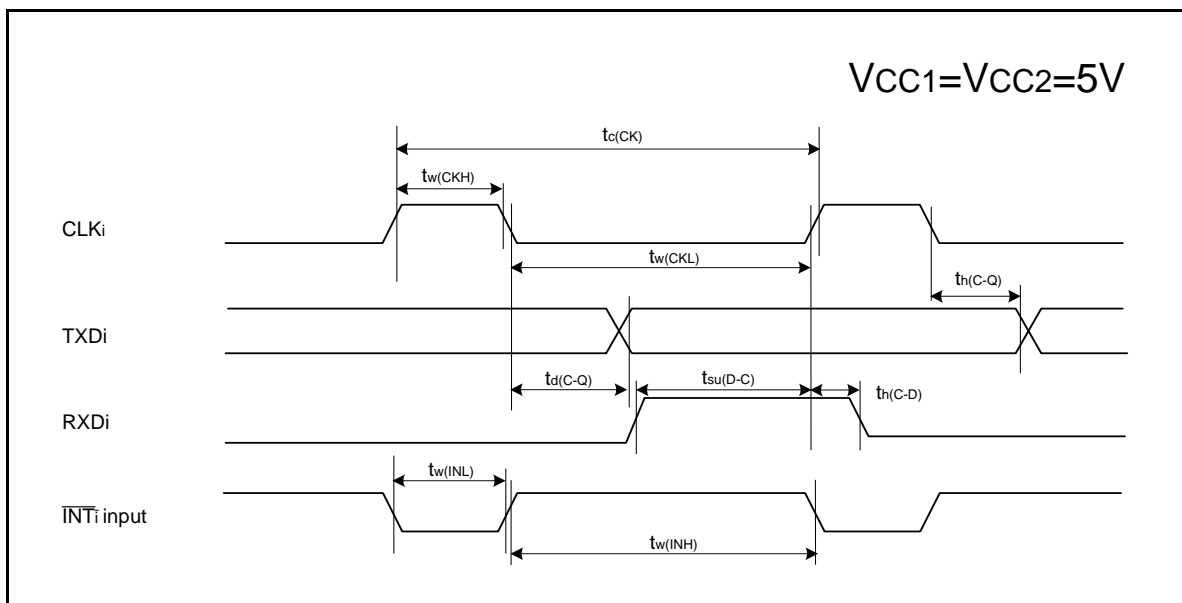 VCC1=VCC2=5V
tc(CK)
tw(CKH)
CLKi
tw(CKL)
th(C-Q)
TXDi
td(C-Q)
tsu(D-C)
th(C-D)
RXDi
tw(INL)
INTi input
tw(INH)